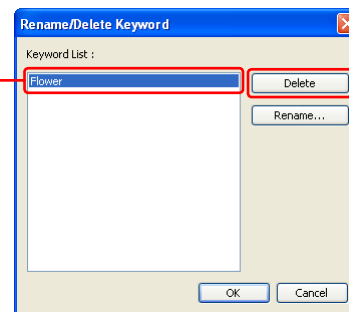 Rename/Delete Keyword
Keyword List :
Flower
Delete
Rename...
OK
Cancel